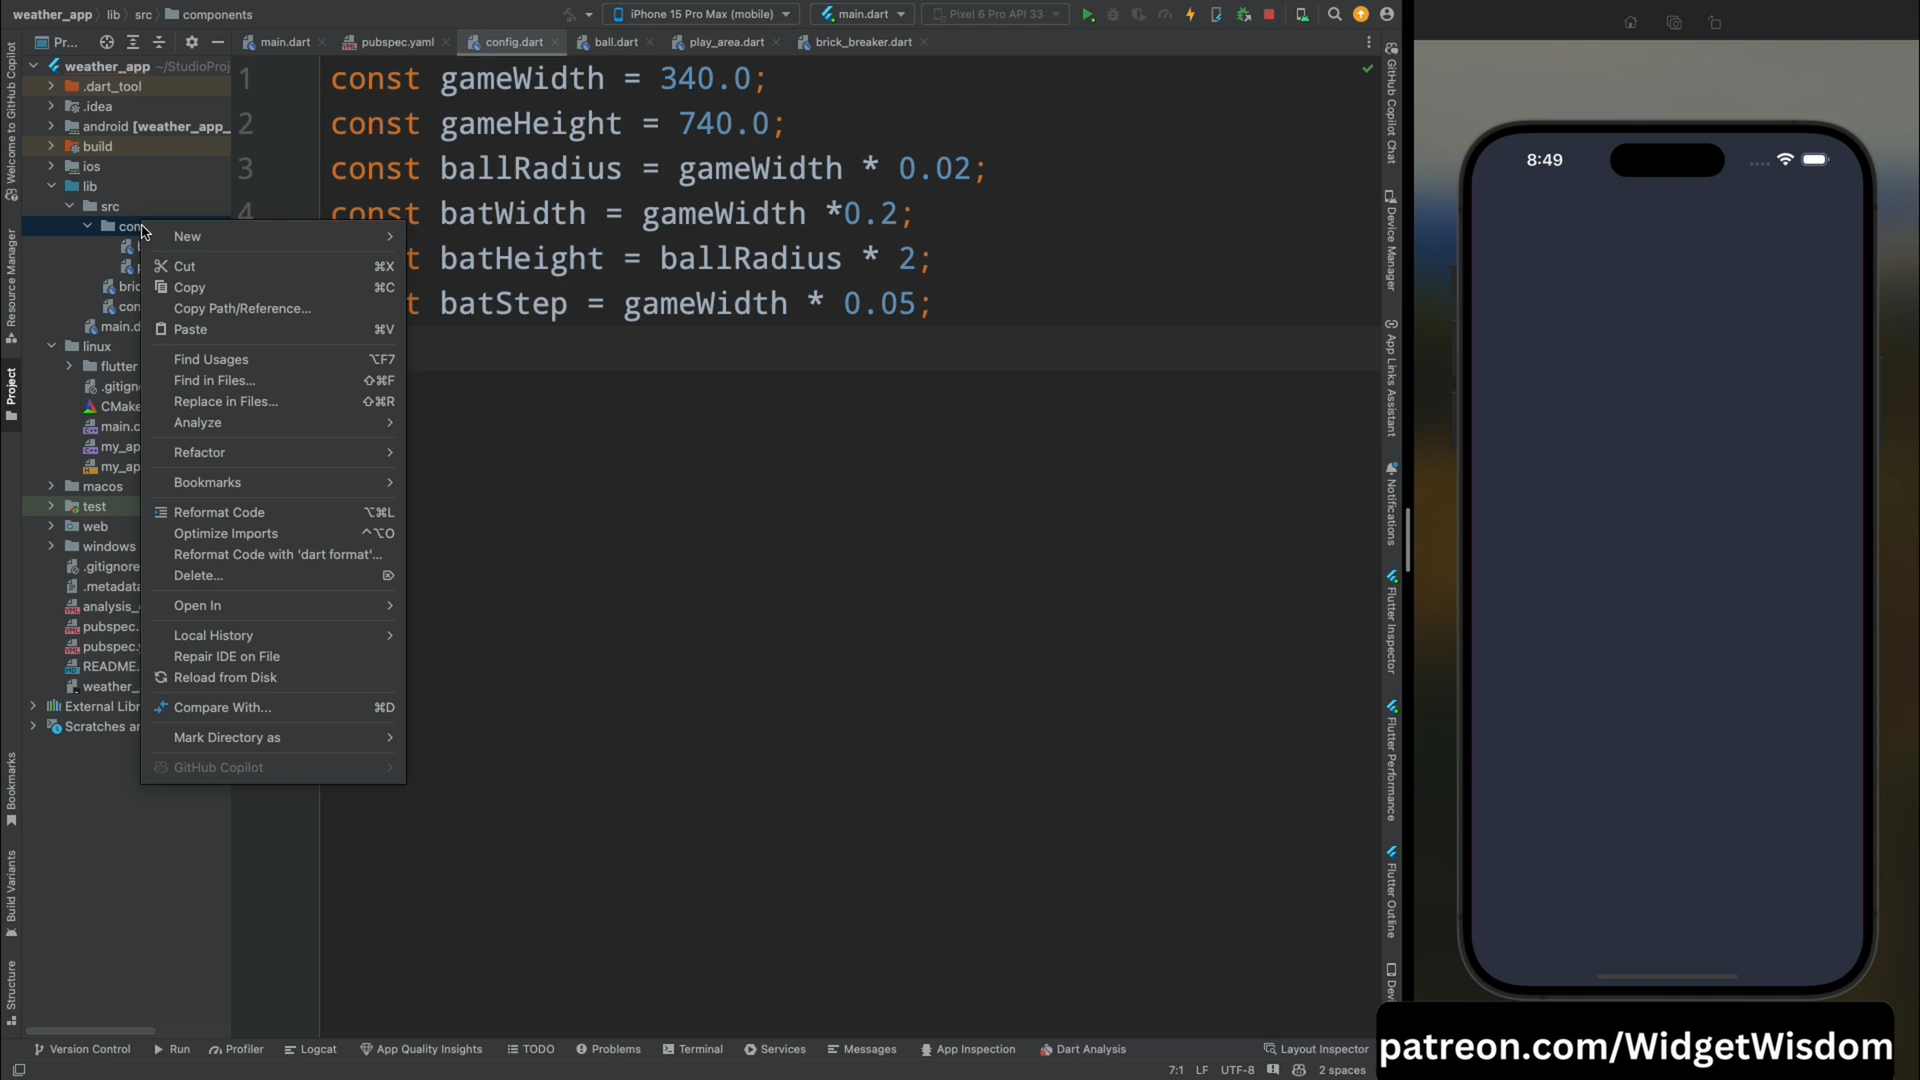 weather_app lib src components
iPhone 15 Pro Max (mobile) main.dart Pixel 6 Pro API 33
Pr... main.dart pubspec.yaml config.dart ball.dart play_area.dart brick_breaker.dart
weather_app ~/StudioProj
.dart_tool
.idea
android [weather_app_
build
ios
lib
src
com
bric
con
main.d
linux
flutter
.gitign
CMake
main.c
my_ap
my_ap
macos
test
web
windows
.gitignore
.metadata
analysis_
pubspec.
pubspec.
README.
weather_
External Libr
Scratches an
1 const gameWidth = 340.0;
2 const gameHeight = 740.0;
3 const ballRadius = gameWidth * 0.02;
4 const batWidth = gameWidth *0.2;
t batHeight = ballRadius * 2;
t batStep = gameWidth * 0.05;
New
Cut ⌘X
Copy ⌘C
Copy Path/Reference...
Paste ⌘V
Find Usages ⌥F7
Find in Files... ⇧⌘F
Replace in Files... ⇧⌘R
Analyze
Refactor
Bookmarks
Reformat Code ⌥⌘L
Optimize Imports ^⌥O
Reformat Code with 'dart format'...
Delete... ⌦
Open In
Local History
Repair IDE on File
Reload from Disk
Compare With... ⌘D
Mark Directory as
GitHub Copilot
Welcome to GitHub Copilot
Resource Manager
Project
Bookmarks
Build Variants
Structure
GitHub Copilot Chat
Device Manager
App Links Assistant
Notifications
Flutter Inspector
Flutter Performance
Flutter Outline
Dev
8:49
Version Control Run Profiler Logcat App Quality Insights TODO Problems Terminal Services Messages App Inspection Dart Analysis Layout Inspector
7:1 LF UTF-8 2 spaces
patreon.com/WidgetWisdom